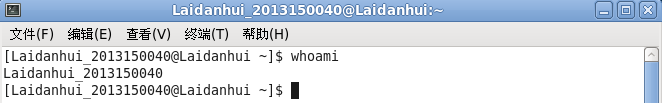 Laidanhui_2013150040@Laidanhui:~
文件(F) 编辑(E) 查看(V) 终端(T) 帮助(H)
[Laidanhui_2013150040@Laidanhui ~]$ whoami
Laidanhui_2013150040
[Laidanhui_2013150040@Laidanhui ~]$